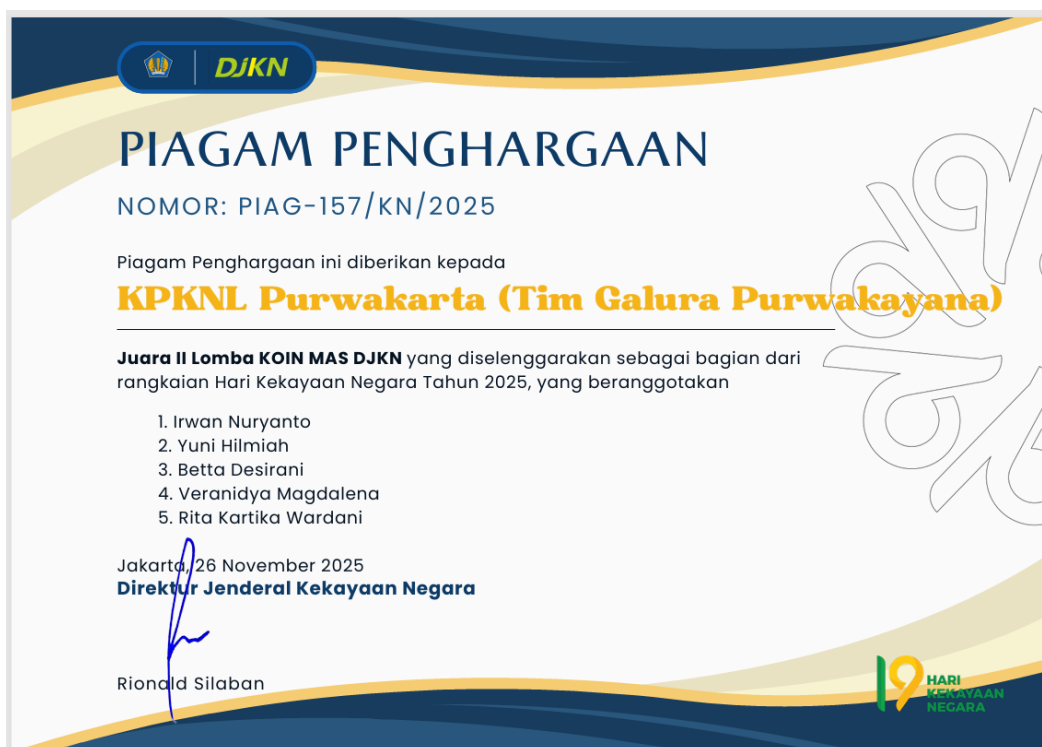 DJKN
PIAGAM PENGHARGAAN
NOMOR: PIAG-157/KN/2025
Piagam Penghargaan ini diberikan kepada
KPKNL Purwakarta (Tim Galura Purwakayana)
Juara II Lomba KOIN MAS DJKN yang diselenggarakan sebagai bagian dari
rangkaian Hari Kekayaan Negara Tahun 2025, yang beranggotakan
1. Irwan Nuryanto
2. Yuni Hilmiah
3. Betta Desirani
4. Veranidya Magdalena
5. Rita Kartika Wardani
Jakarta, 26 November 2025
Direktur Jenderal Kekayaan Negara
Rionald Silaban
19 HARI
KEKAYAAN
NEGARA